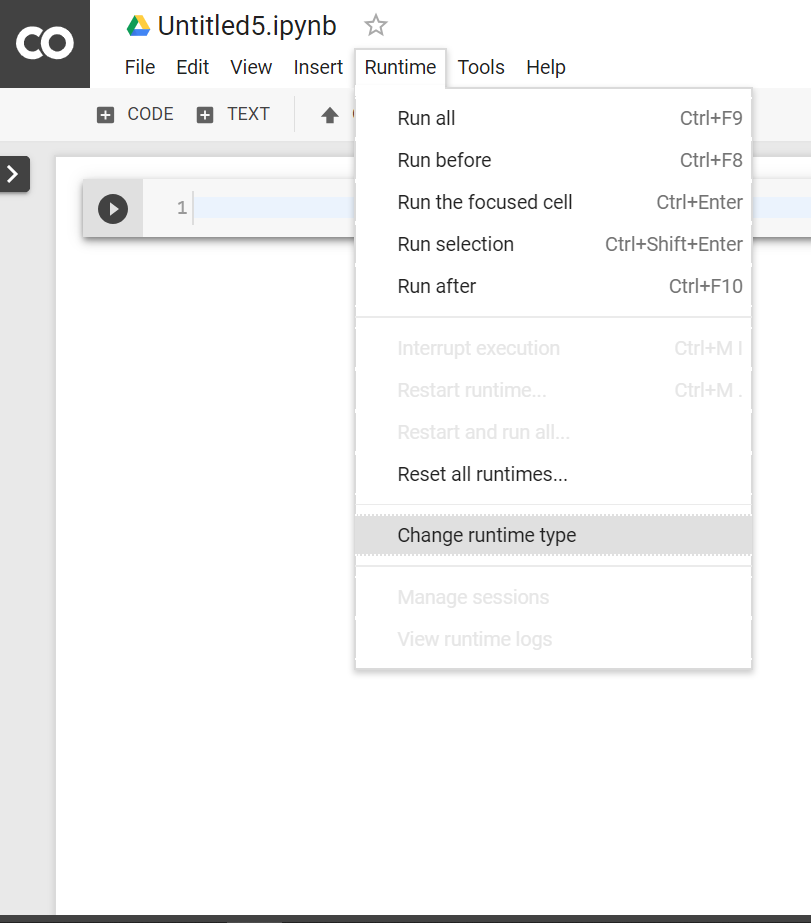 CO Untitled5.ipynb
File Edit View Insert Runtime Tools Help
CODE TEXT
Run all Ctrl+F9
Run before Ctrl+F8
1 Run the focused cell Ctrl+Enter
Run selection Ctrl+Shift+Enter
Run after Ctrl+F10
Interrupt execution Ctrl+M I
Restart runtime... Ctrl+M .
Restart and run all...
Reset all runtimes...
Change runtime type
Manage sessions
View runtime logs